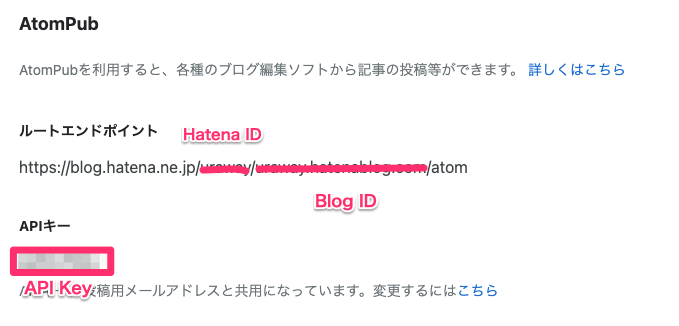 AtomPub
AtomPubを利用すると、各種のブログ編集ソフトから記事の投稿等ができます。 詳しくはこちら
ルートエンドポイント Hatena ID
https://blog.hatena.ne.jp/ / /atom
Blog ID
APIキー
API Key
投稿用メールアドレスと共用になっています。変更するにはこちら